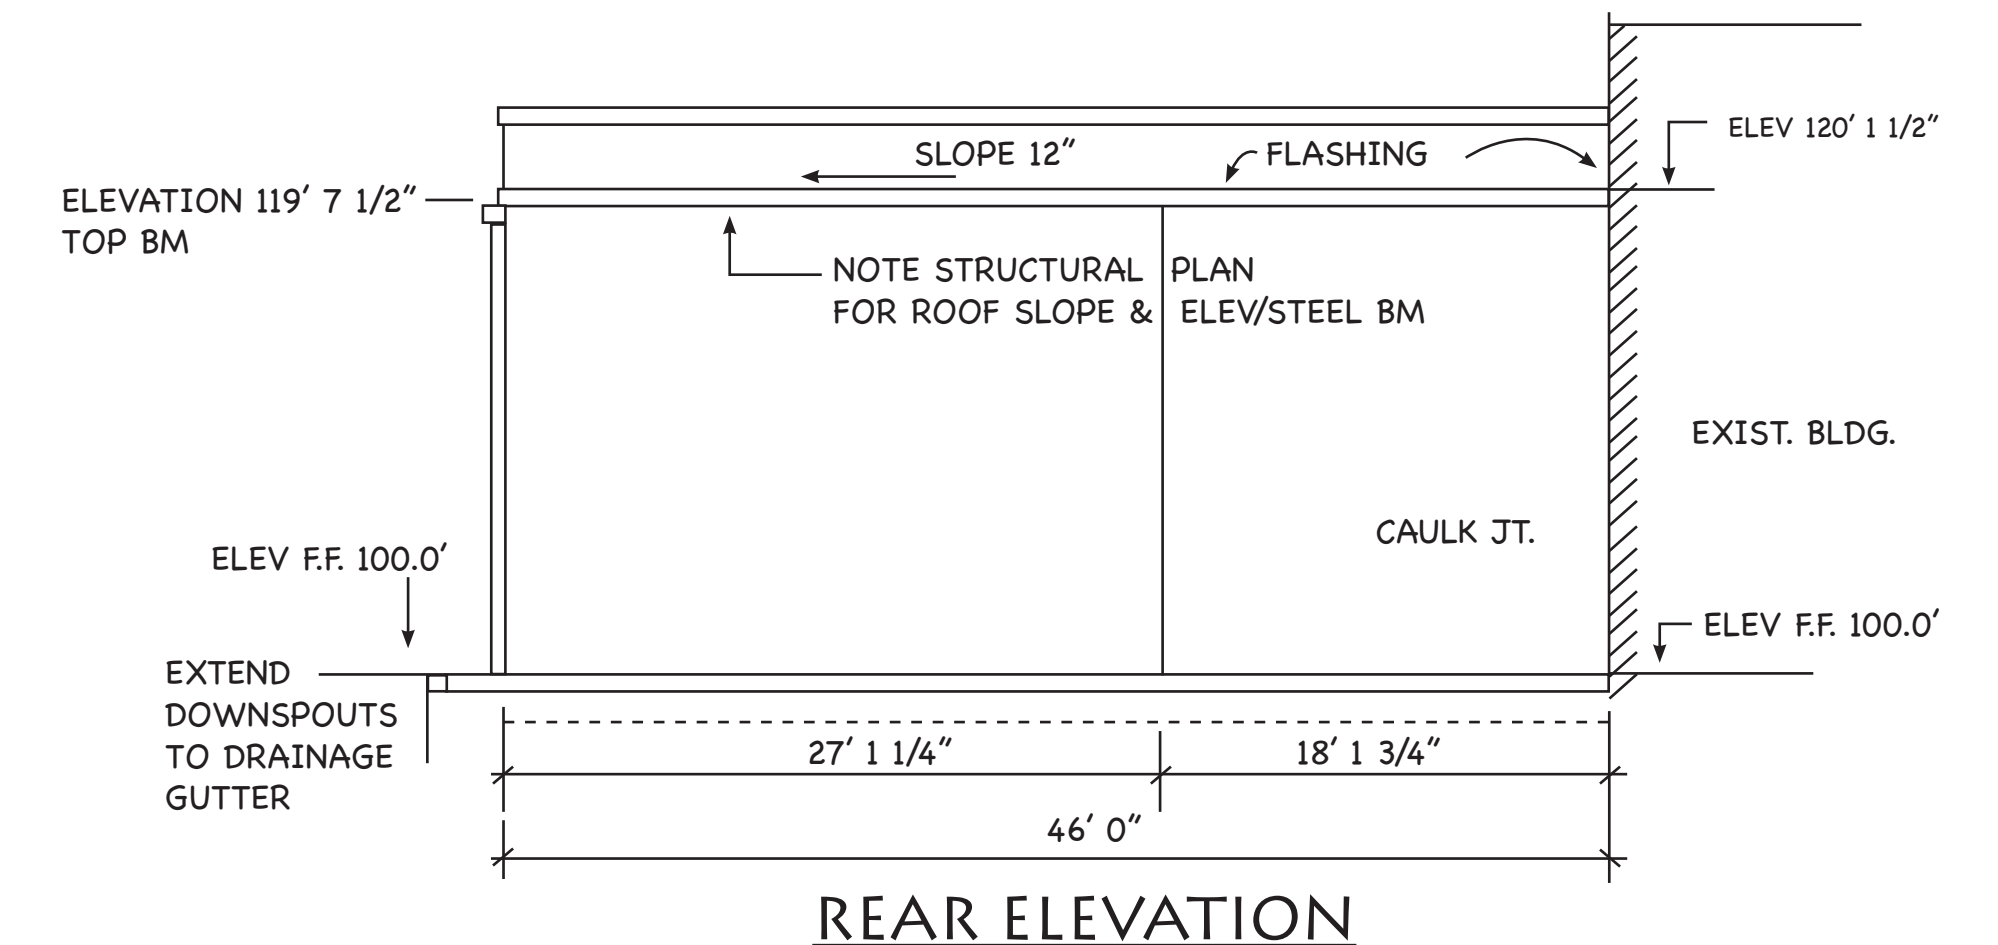 ELEV 120′ 1 1/2″
SLOPE 12″
FLASHING
ELEVATION 119′ 7 1/2″
TOP BM
NOTE STRUCTURAL PLAN
FOR ROOF SLOPE & ELEV/STEEL BM
EXIST. BLDG.
CAULK JT.
ELEV F.F. 100.0′
ELEV F.F. 100.0′
EXTEND
DOWNSPOUTS
TO DRAINAGE
GUTTER
27′ 1 1/4″
18′ 1 3/4″
46′ 0″
REAR ELEVATION